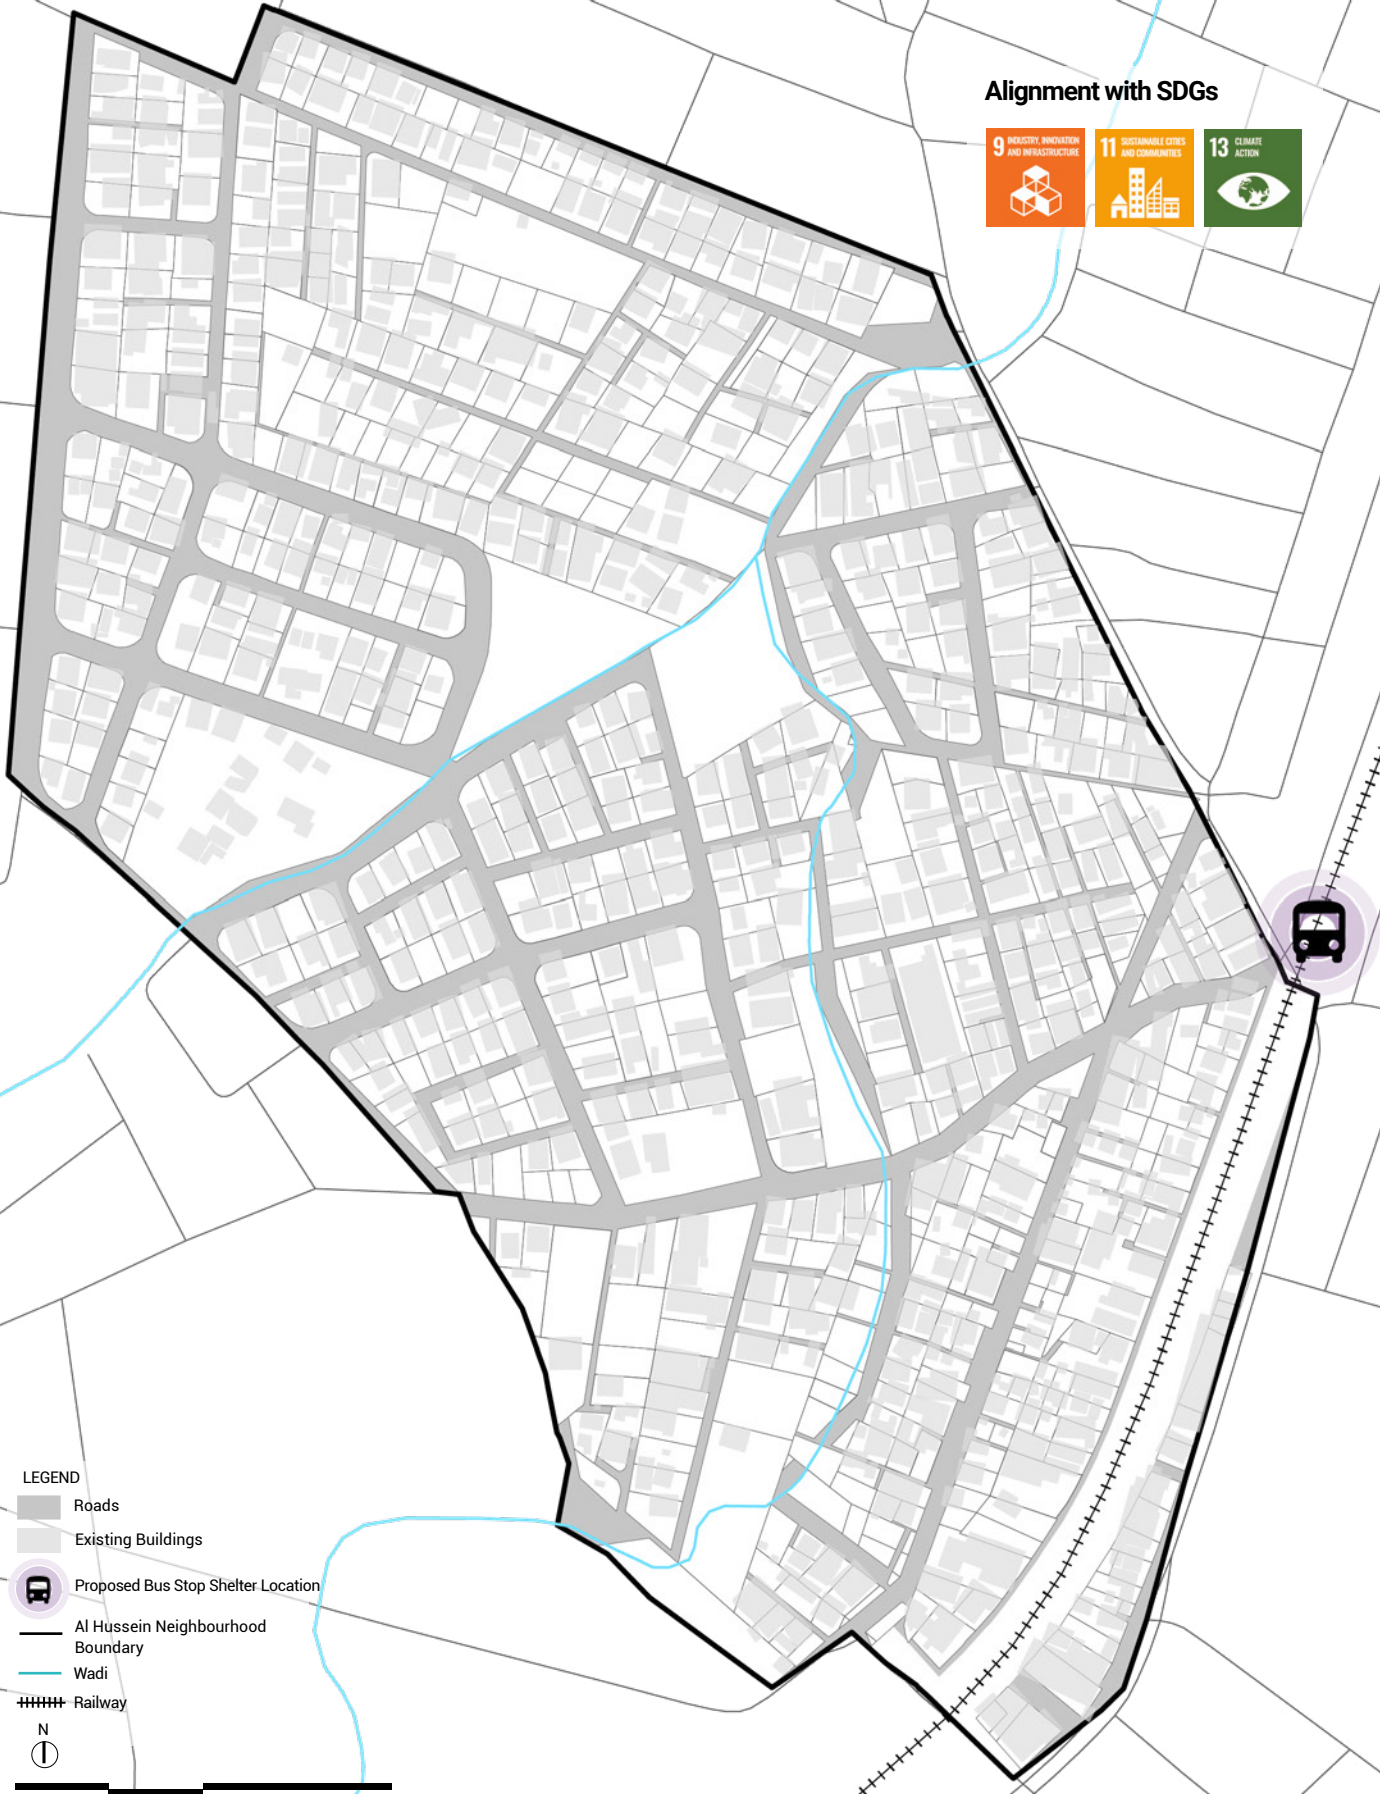 Alignment with SDGs
9 INDUSTRY, INNOVATION
AND INFRASTRUCTURE
11 SUSTAINABLE CITIES
AND COMMUNITIES
13 CLIMATE
ACTION
LEGEND
Roads
Existing Buildings
Proposed Bus Stop Shelter Location
Al Hussein Neighbourhood
Boundary
Wadi
Railway
N